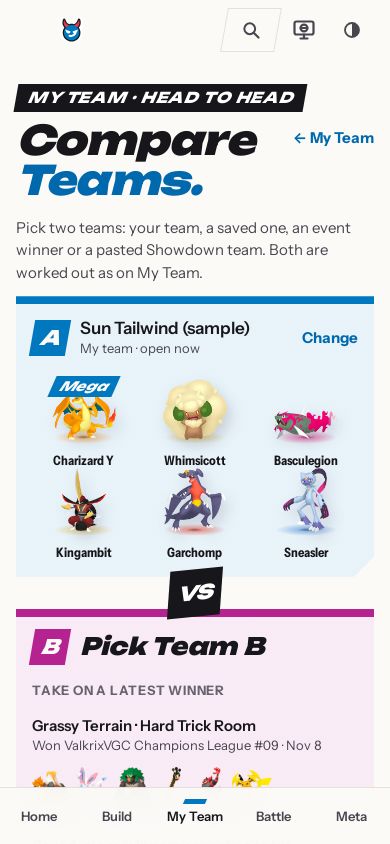 MY TEAM · HEAD TO HEAD
Compare
Teams.
← My Team
Pick two teams: your team, a saved one, an event
winner or a pasted Showdown team. Both are
worked out as on My Team.
A
Sun Tailwind (sample)
My team · open now
Change
Mega
Charizard Y
Whimsicott
Basculegion
Kingambit
Garchomp
Sneasler
VS
B
Pick Team B
TAKE ON A LATEST WINNER
Grassy Terrain · Hard Trick Room
Won ValkrixVGC Champions League #09 · Nov 8
Home
Build
My Team
Battle
Meta